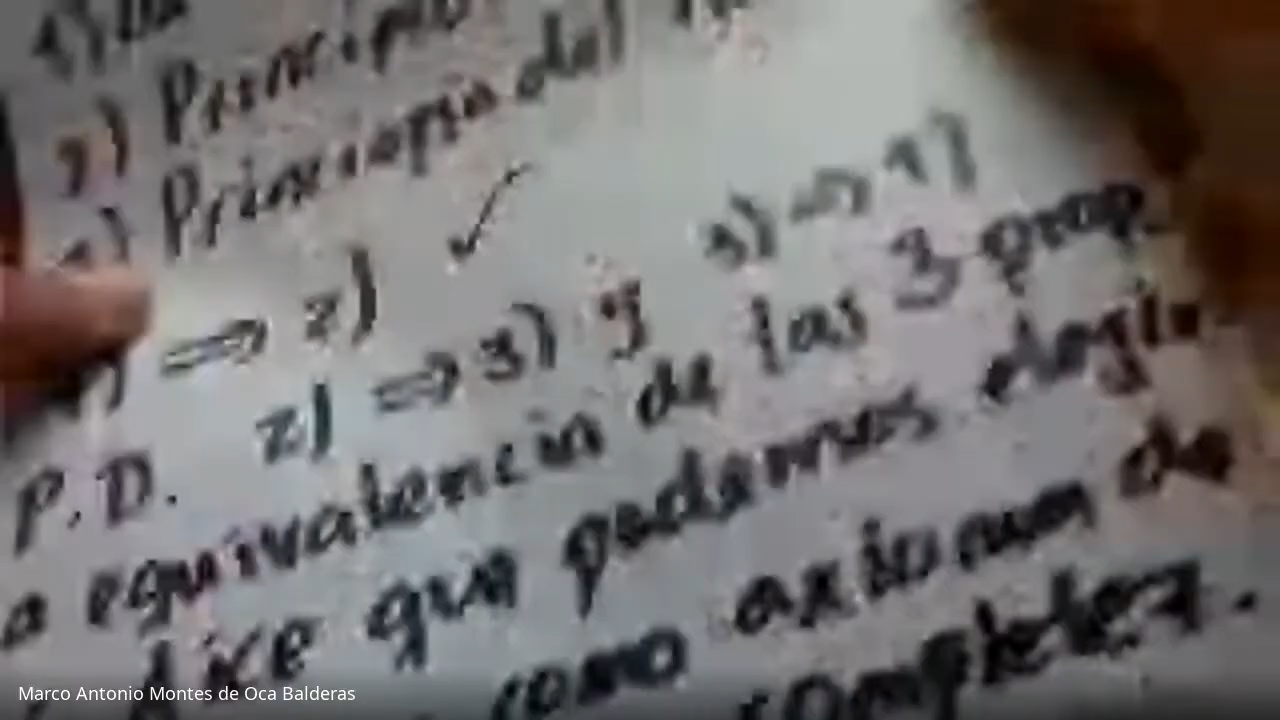 2) Principio
3) Principio del
1) ⇒ 2) ✓
P.D. 2) ⇒ 3) y 3) ⇒ 1)
a equivalencia de las 3 prop.
dice que podemos elegir
como axioma de
completez.
Marco Antonio Montes de Oca Balderas